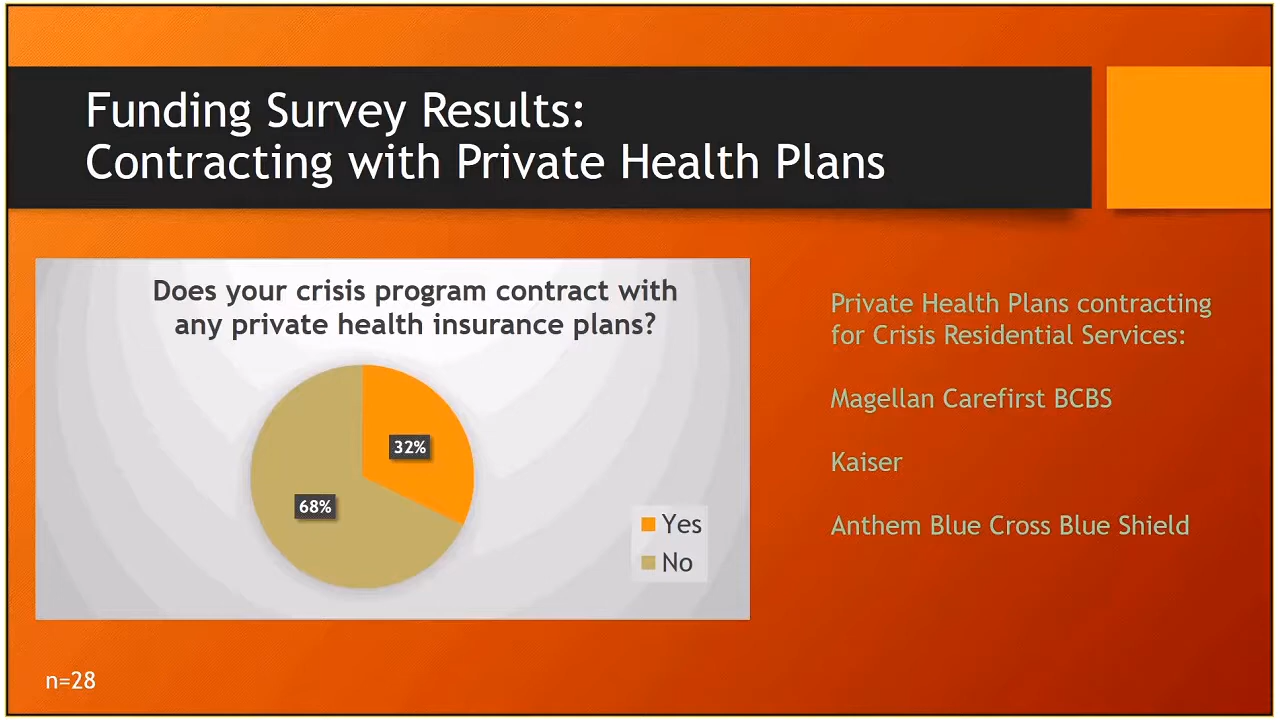 Funding Survey Results:
Contracting with Private Health Plans
Does your crisis program contract with
any private health insurance plans?
32%
68%
Yes
No
Private Health Plans contracting
for Crisis Residential Services:
Magellan Carefirst BCBS
Kaiser
Anthem Blue Cross Blue Shield
n=28